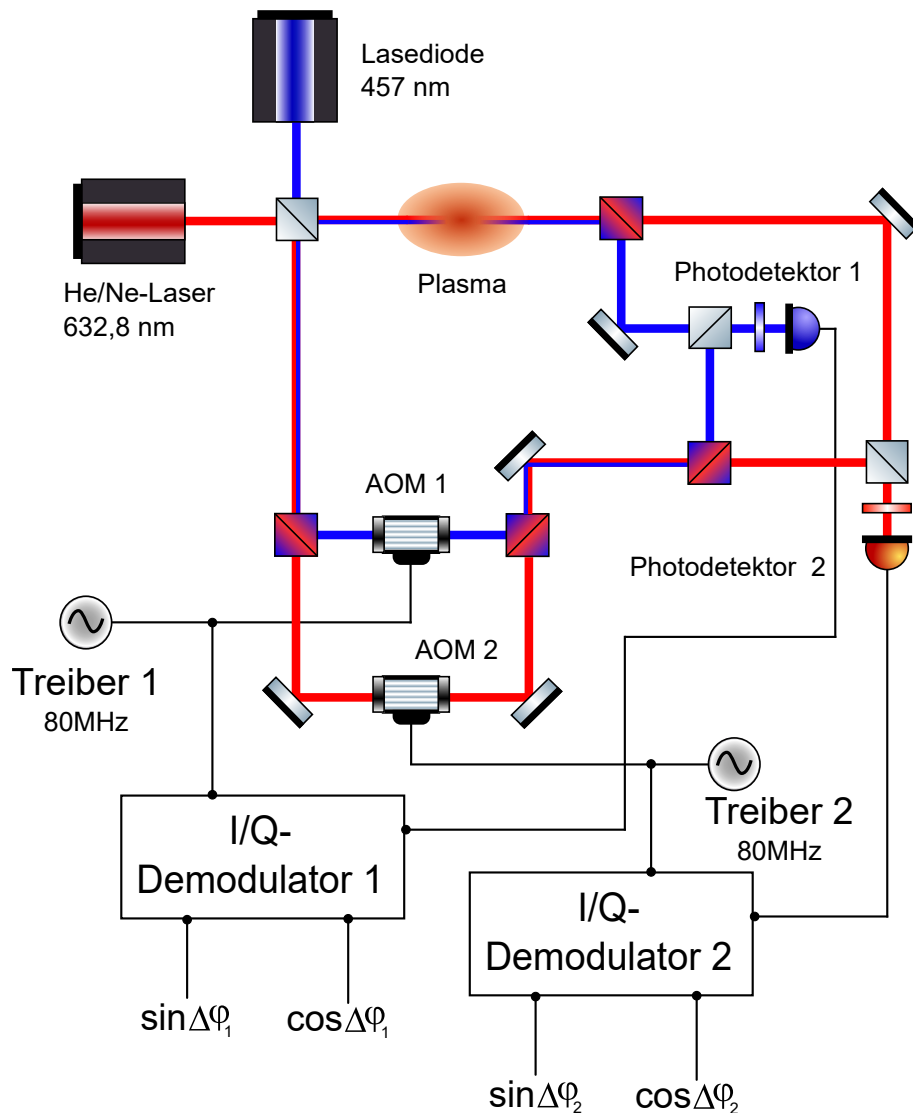 Lasediode
457 nm
He/Ne-Laser
632,8 nm
Plasma
Photodetektor 1
AOM 1
Photodetektor 2
AOM 2
Treiber 1
80MHz
Treiber 2
80MHz
I/Q-
Demodulator 1
I/Q-
Demodulator 2
sinΔφ₁
cosΔφ₁
sinΔφ₂
cosΔφ₂